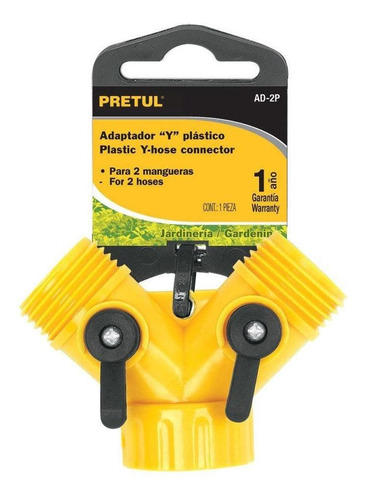 PRETUL®
AD-2P
Adaptador "Y" plástico
Plastic Y-hose connector
• Para 2 mangueras
- For 2 hoses
1 año
Garantía
Warranty
CONT.: 1 PIEZA
Jardinería / Gardenin